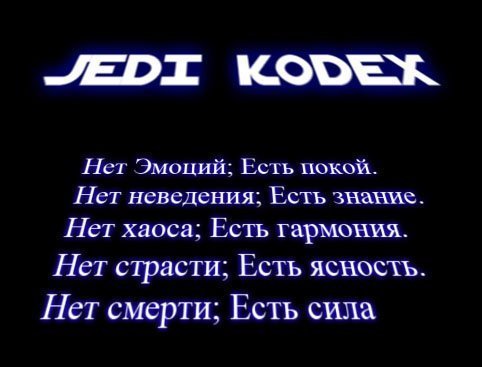 JEDI KODEX
Нет Эмоций; Есть покой.
Нет неведения; Есть знание.
Нет хаоса; Есть гармония.
Нет страсти; Есть ясность.
Нет смерти; Есть сила